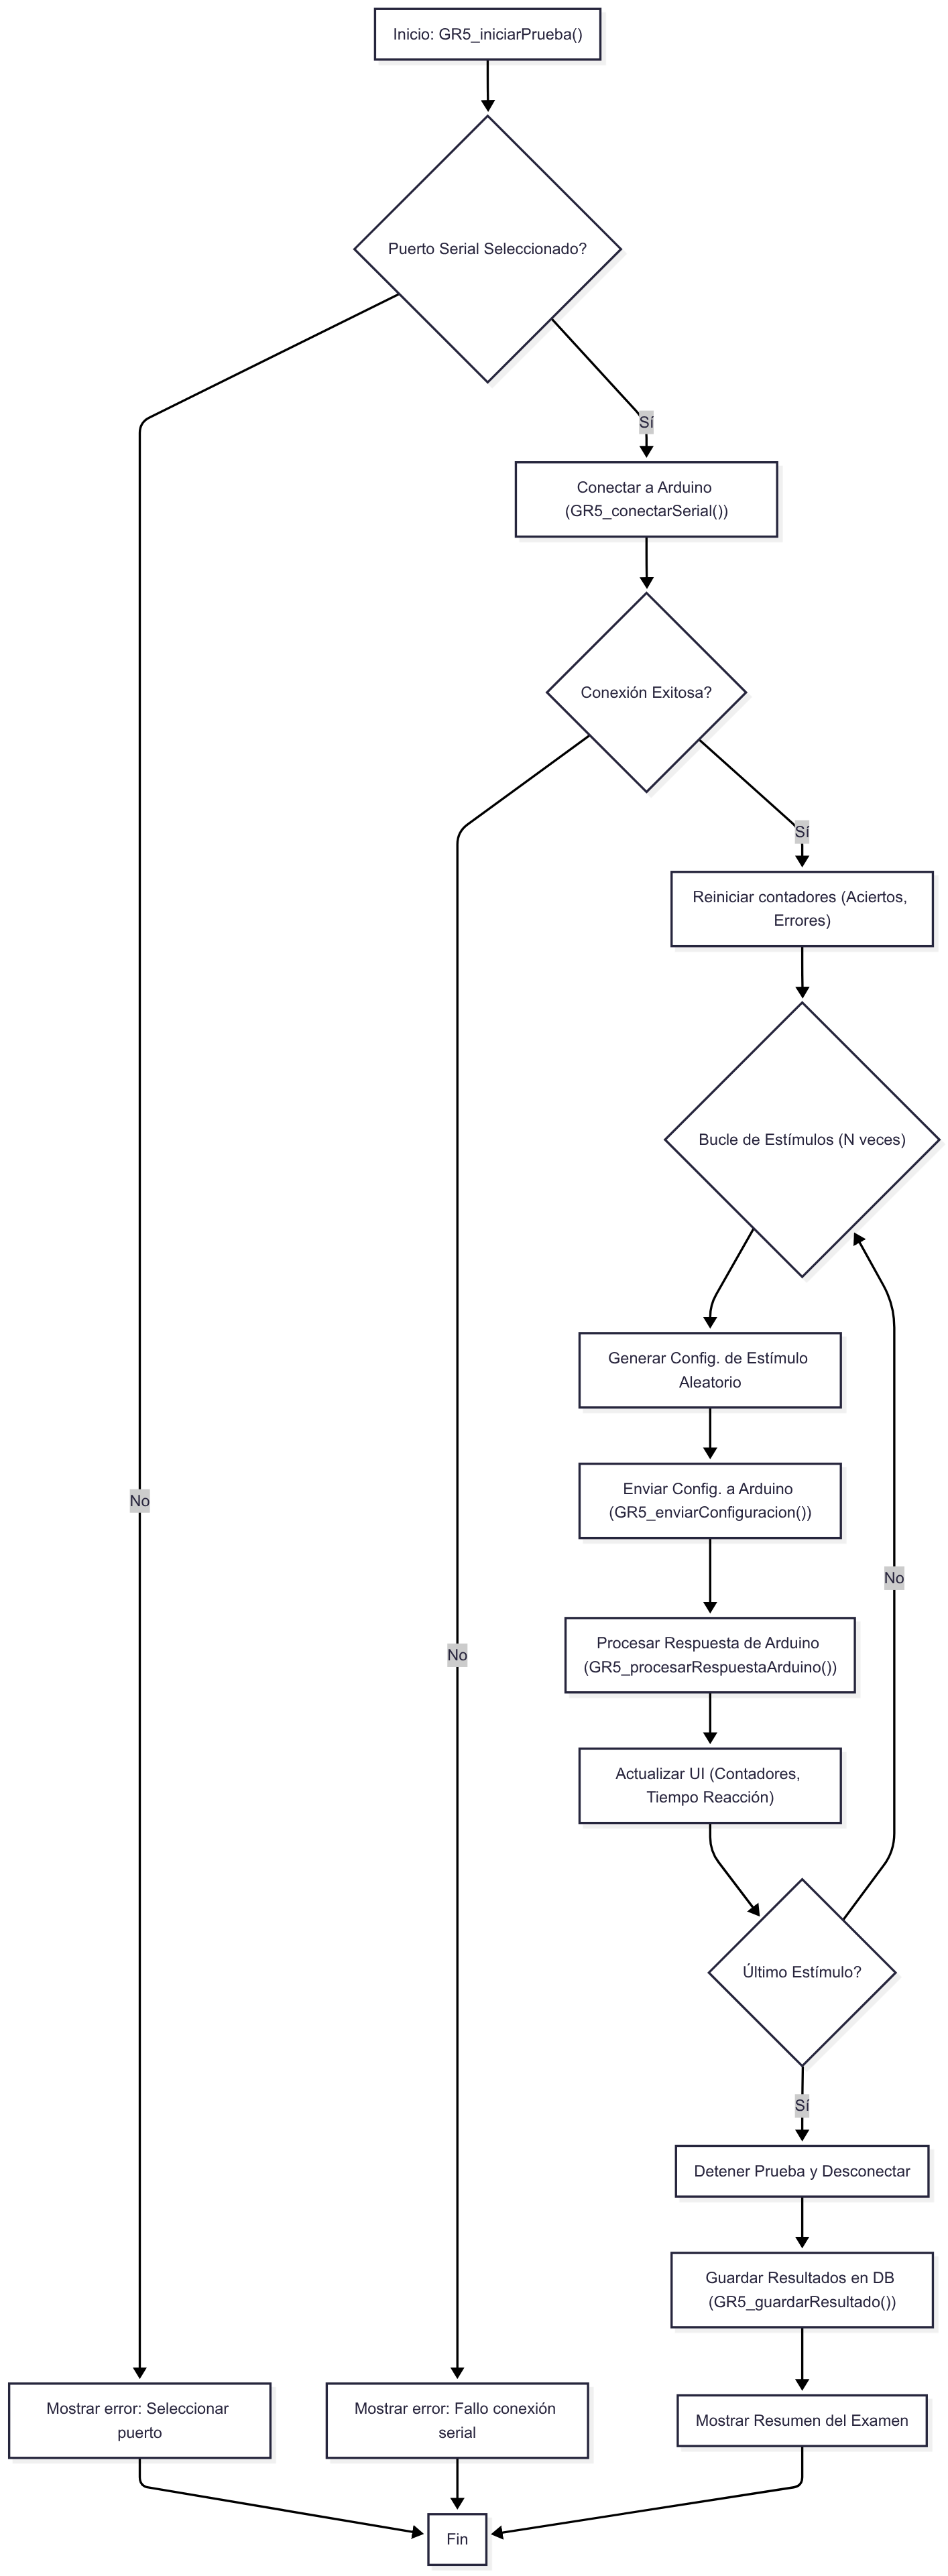 Inicio: GR5_iniciarPrueba()
Puerto Serial Seleccionado?
Sí
Conectar a Arduino
(GR5_conectarSerial())
Conexión Exitosa?
Sí
Reiniciar contadores (Aciertos,
Errores)
Bucle de Estímulos (N veces)
Generar Config. de Estímulo
Aleatorio
Enviar Config. a Arduino
(GR5_enviarConfiguracion())
No
No
Procesar Respuesta de Arduino
(GR5_procesarRespuestaArduino())
No
Actualizar UI (Contadores,
Tiempo Reacción)
Último Estímulo?
Sí
Detener Prueba y Desconectar
Guardar Resultados en DB
(GR5_guardarResultado())
Mostrar error: Seleccionar
puerto
Mostrar error: Fallo conexión
serial
Mostrar Resumen del Examen
Fin